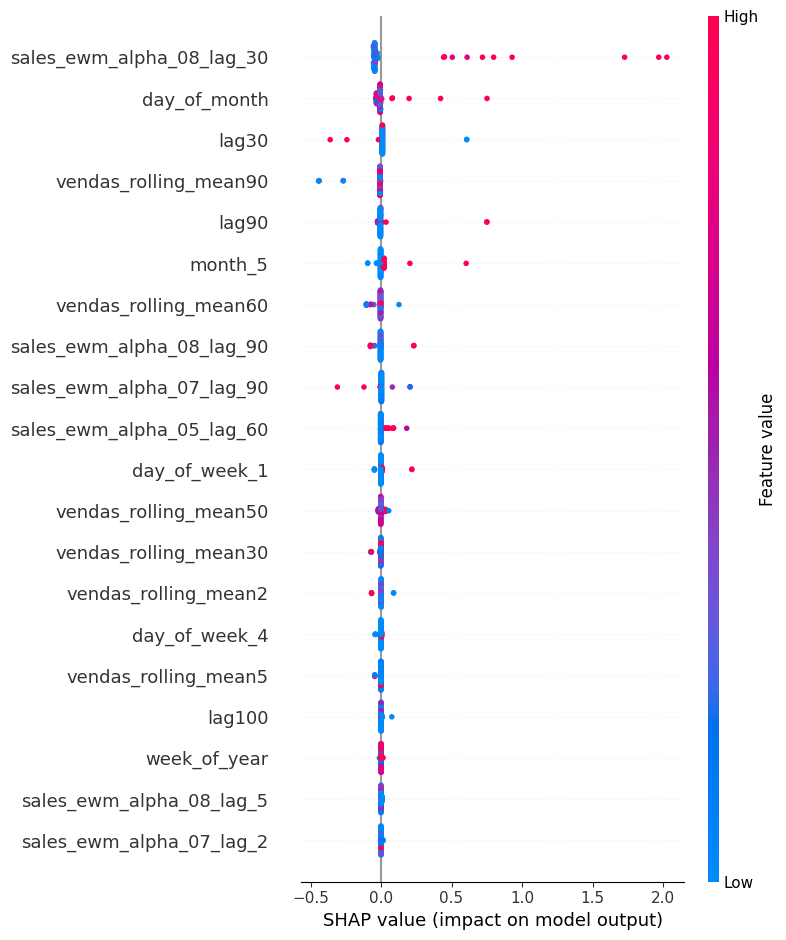 High
sales_ewm_alpha_08_lag_30
day_of_month
lag30
vendas_rolling_mean90
lag90
month_5
vendas_rolling_mean60
sales_ewm_alpha_08_lag_90
sales_ewm_alpha_07_lag_90
sales_ewm_alpha_05_lag_60
day_of_week_1
vendas_rolling_mean50
vendas_rolling_mean30
vendas_rolling_mean2
day_of_week_4
vendas_rolling_mean5
lag100
week_of_year
sales_ewm_alpha_08_lag_5
sales_ewm_alpha_07_lag_2
Feature value
Low
−0.5 0.0 0.5 1.0 1.5 2.0
SHAP value (impact on model output)